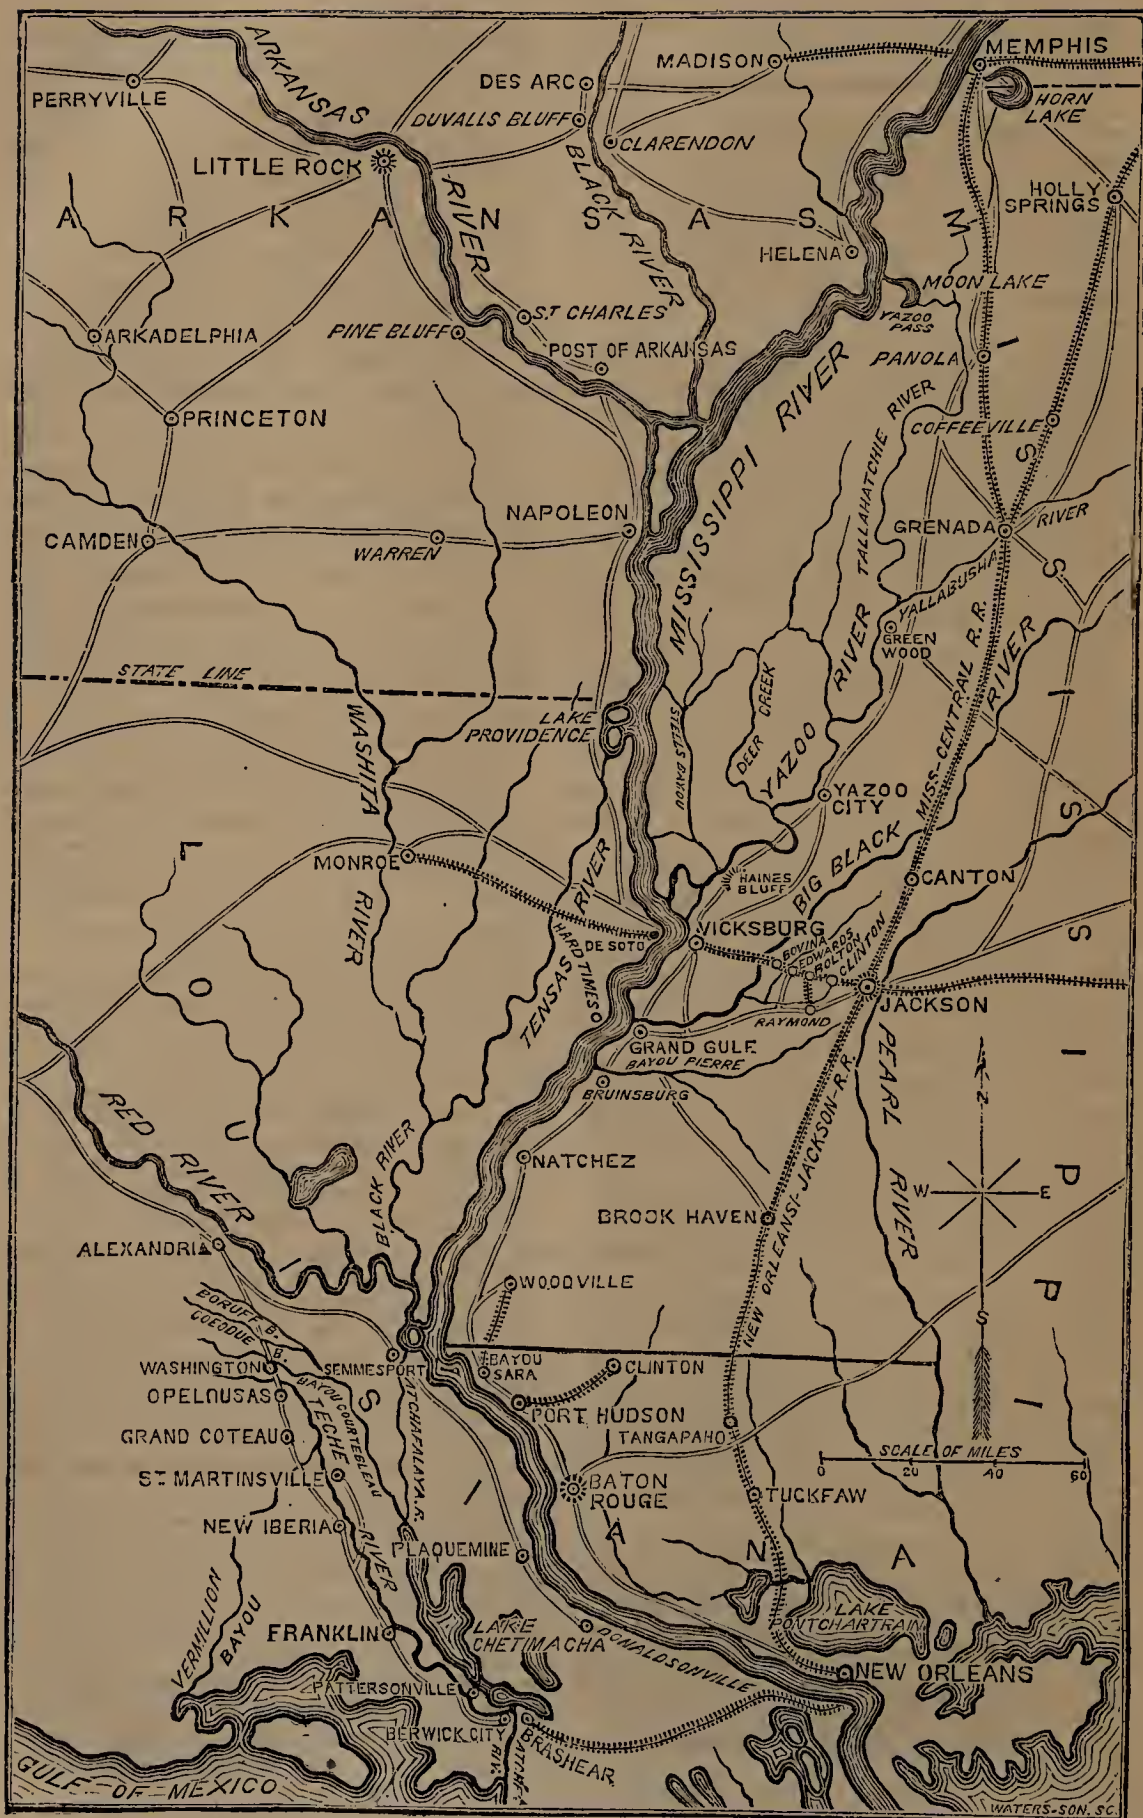 ARKANSAS
RIVER
PERRYVILLE
DES ARC
DUVALLS BLUFF
MADISON
MEMPHIS
HORN
LAKE
CLARENDON
LITTLE ROCK
BLACK RIVER
HOLLY
SPRINGS
A R K A N S A S
HELENA
MOON LAKE
YAZOO
PASS
ST CHARLES
ARKADELPHIA
PINE BLUFF
POST OF ARKANSAS
PANOLA
PRINCETON
MISSISSIPPI RIVER
TALLAHATCHIE RIVER
COFFEEVILLE
NAPOLEON
GRENADA
RIVER
CAMDEN
WARREN
YALLABUSHA
GREEN
WOOD
STATE LINE
LAKE
PROVIDENCE
STEELS BAYOU
DEER CREEK
YAZOO RIVER
MISS-CENTRAL R.R.
WASHITA
RIVER
YAZOO
CITY
BIG BLACK RIVER
MONROE
HAINES
BLUFF
CANTON
TENSAS RIVER
HARD TIMES
DE SOTO
VICKSBURG
BOVINA
EDWARDS
BOLTON
CLINTON
JACKSON
RAYMOND
GRAND GULF
BAYOU PIERRE
BRUINSBURG
PEARL RIVER
M I S S I S S I P P I
N
W E
S
RED RIVER
BLACK RIVER
NATCHEZ
BROOK HAVEN
NEW ORLEANSI-JACKSON-R.R.
ALEXANDRIA
WOODVILLE
BORUFF B.
COEODUE B.
WASHINGTON
SEMMESPORT
BAYOU
SARA
CLINTON
OPELOUSAS
BAYOU COURTEBLEAU
TECHE RIVER
ATCHAFALAYA.R.
PORT HUDSON
TANGAPAHO
GRAND COTEAU
SCALE OF MILES
0 20 40 60
ST. MARTINSVILLE
BATON
ROUGE
TUCKFAW
NEW IBERIA
PLAQUEMINE
L O U I S I A N A
VERMILLION
BAYOU
FRANKLIN
LAKE
CHETIMACHA
DONALDSONVILLE
LAKE
PONTCHARTRAIN
NEW ORLEANS
PATTERSONVILLE
BERWICK CITY
BRASHEAR
GULF-OF-MEXICO
WATERS-SON. SC.